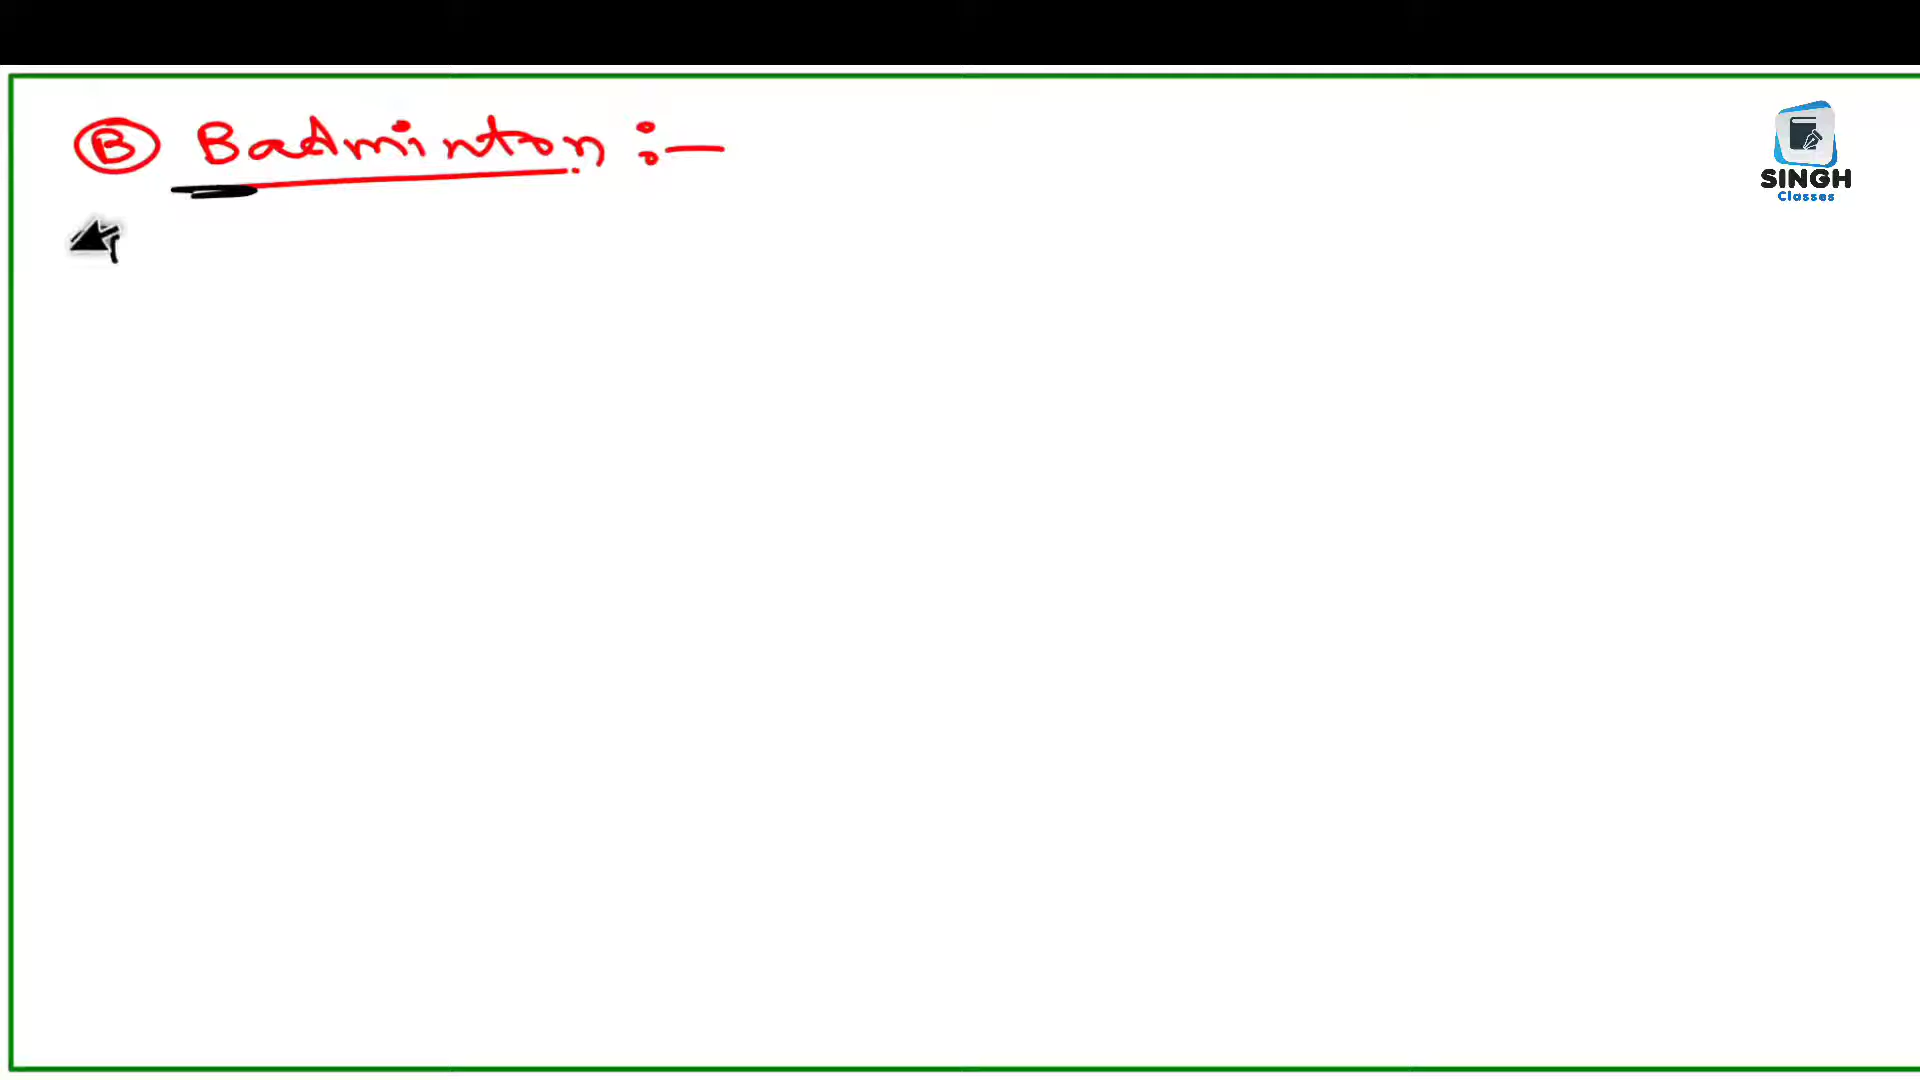 Ⓑ Badminton :-
SINGH
Classes